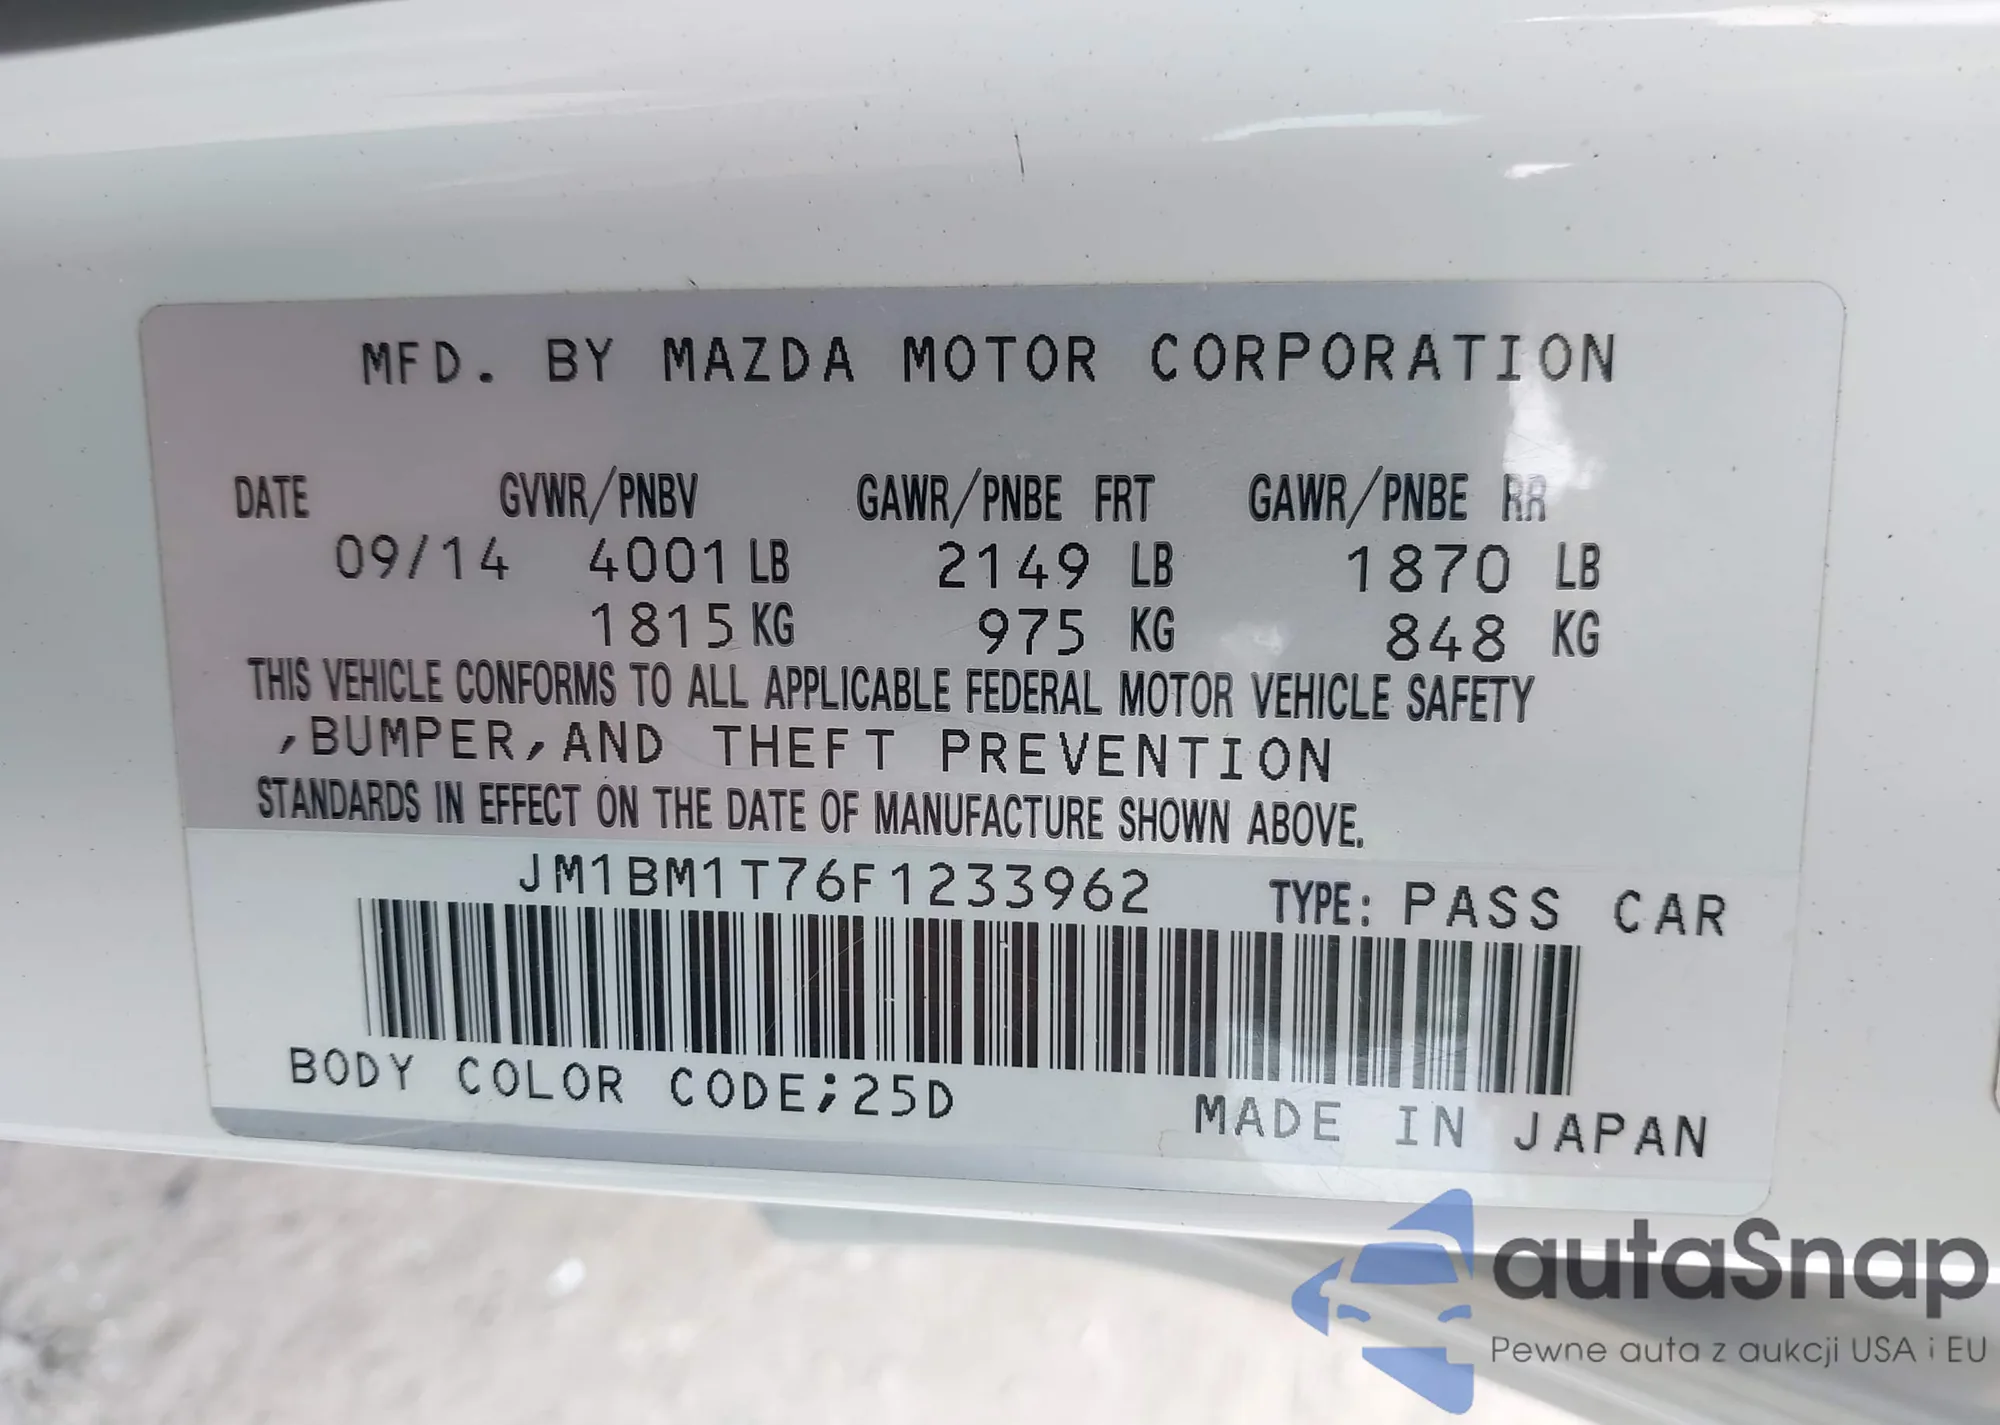 MFD. BY MAZDA MOTOR CORPORATION
DATE GVWR/PNBV GAWR/PNBE FRT GAWR/PNBE RR
09/14 4001 LB 2149 LB 1870 LB
1815 KG 975 KG 848 KG
THIS VEHICLE CONFORMS TO ALL APPLICABLE FEDERAL MOTOR VEHICLE SAFETY
,BUMPER,AND THEFT PREVENTION
STANDARDS IN EFFECT ON THE DATE OF MANUFACTURE SHOWN ABOVE.
JM1BM1T76F1233962 TYPE: PASS CAR
BODY COLOR CODE;25D
MADE IN JAPAN
autaSnap
Pewne auta z aukcji USA i EU